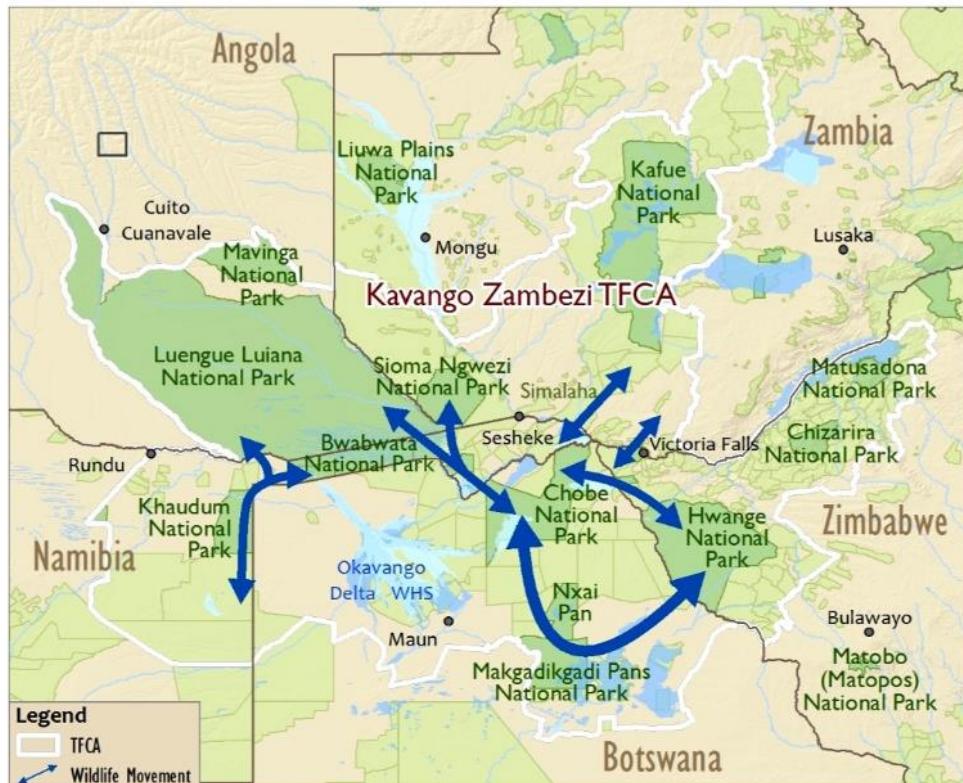 Angola
Zambia
Liuwa Plains
National
Park
Kafue
National
Park
Cuito
Cuanavale
Mongu
Lusaka
Mavinga
National
Park
Kavango Zambezi TFCA
Luengue Luiana
National Park
Sioma Ngwezi
National Park
Simalaha
Matusadona
National Park
Sesheke
Victoria Falls
Chizarira
National Park
Rundu
Bwabwata
National Park
Khaudum
National
Park
Chobe
National
Park
Hwange
National
Park
Zimbabwe
Namibia
Okavango
Delta WHS
Nxai
Pan
Maun
Bulawayo
Makgadikgadi Pans
National Park
Matobo
(Matopos)
National Park
Botswana
Legend
TFCA
Wildlife Movement